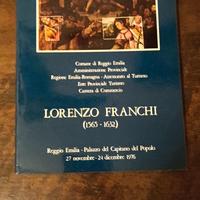 Comune di Reggio Emilia
Amministrazione Provinciale
Regione Emilia-Romagna - Assessorato al Turismo
Ente Provinciale Turismo
Camera di Commercio
LORENZO FRANCHI
(1563 - 1632)
Reggio Emilia - Palazzo del Capitano del Popolo
27 novembre - 24 dicembre 1976